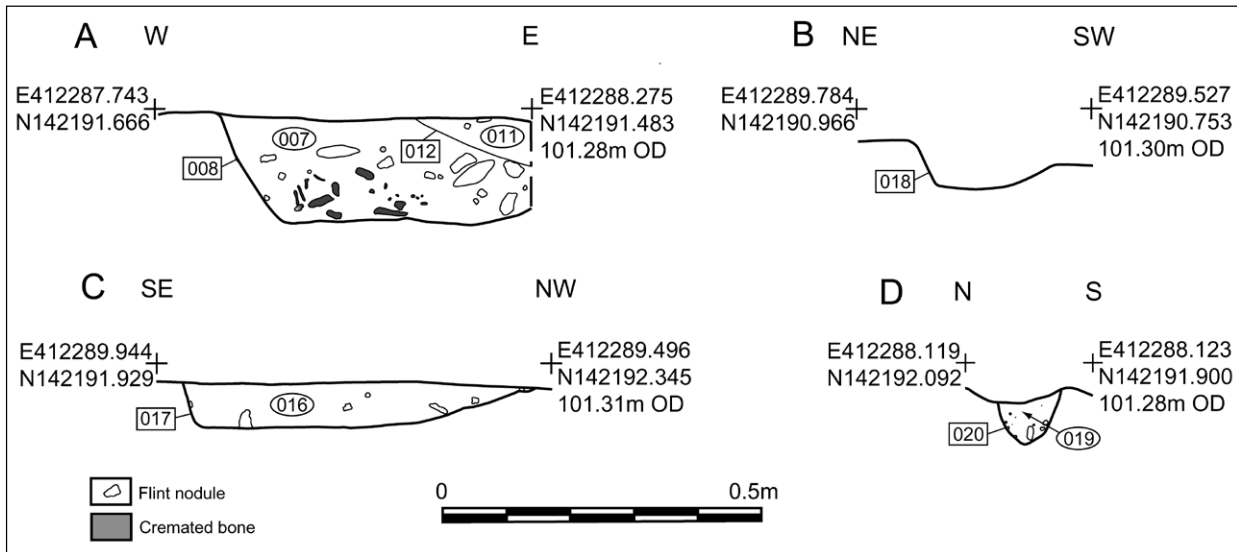 A W E
E412287.743
N142191.666
E412288.275
N142191.483
101.28m OD
007
011
012
008
B NE SW
E412289.784
N142190.966
E412289.527
N142190.753
101.30m OD
018
C SE NW
E412289.944
N142191.929
E412289.496
N142192.345
101.31m OD
016
017
D N S
E412288.119
N142192.092
E412288.123
N142191.900
101.28m OD
020
019
Flint nodule
Cremated bone
0 0.5m